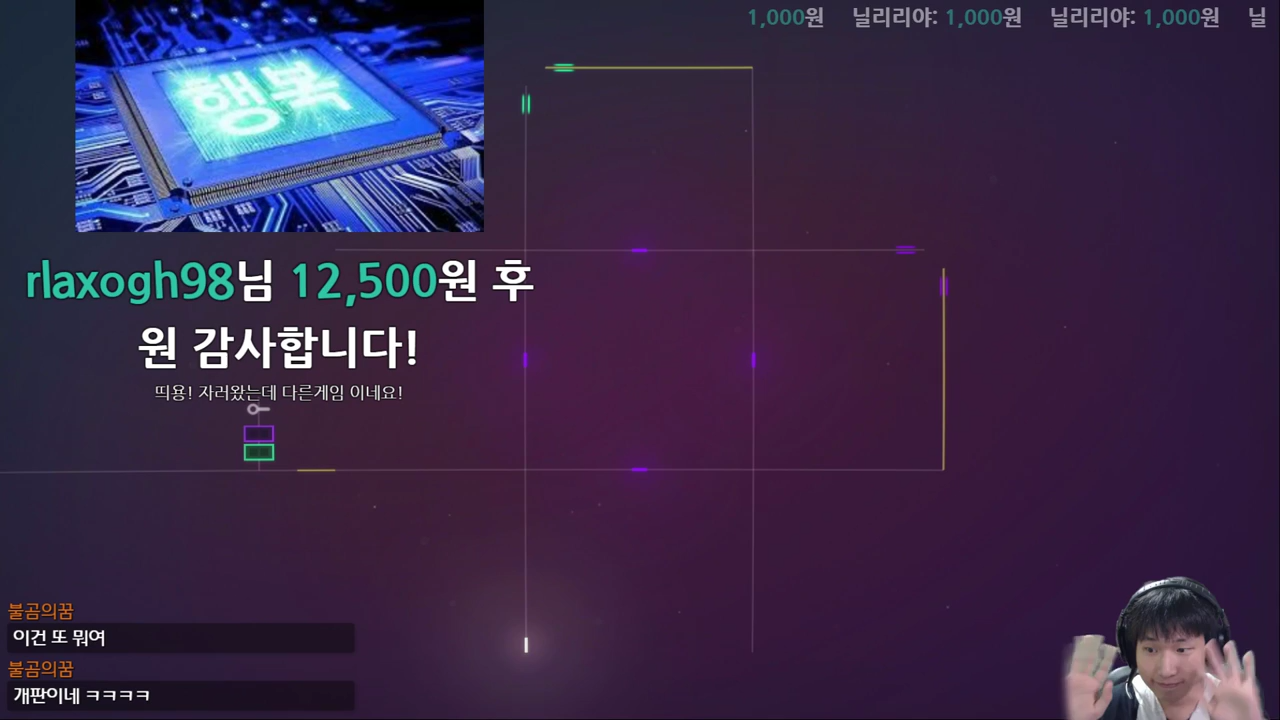 1,000원 닐리리야: 1,000원 닐리리야: 1,000원 닐
행복
rlaxogh98님 12,500원 후
원 감사합니다!
띠용! 자러왔는데 다른게임 이네요!
불곰의꿈
이건 또 뭐여
불곰의꿈
개판이네 ㅋㅋㅋㅋ